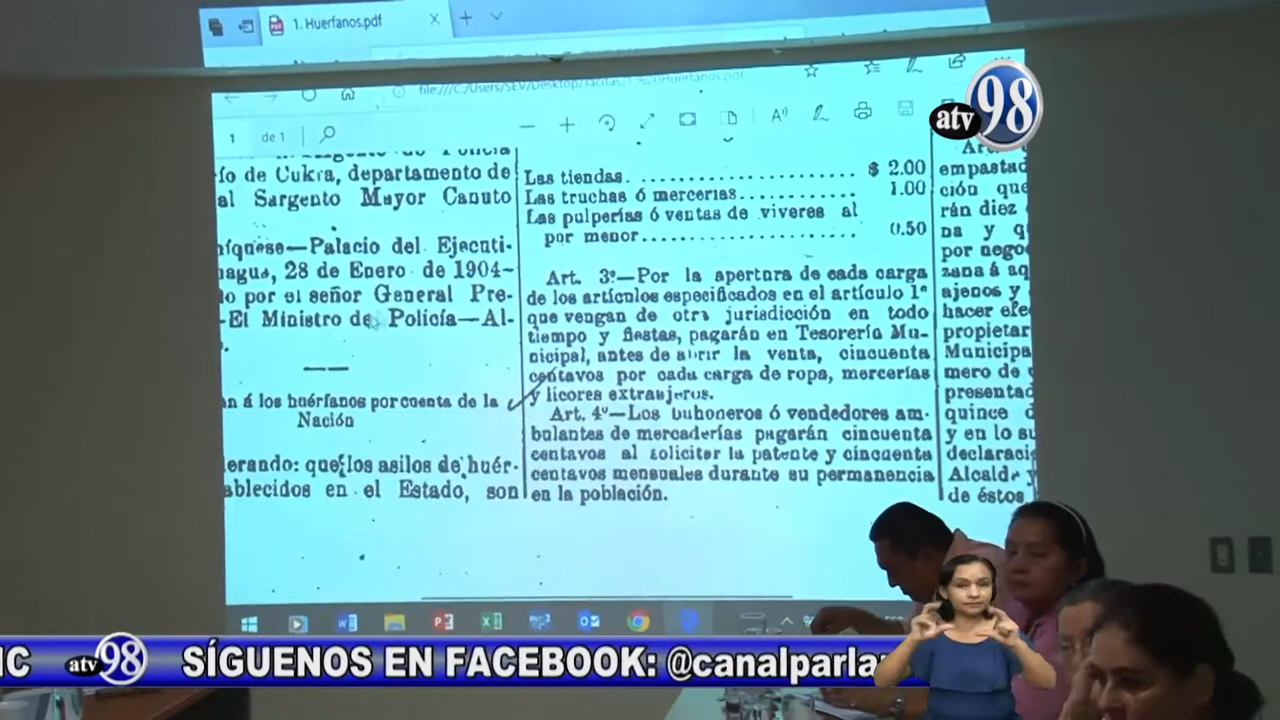 1. Huerfanos.pdf
1 de 1
atv 98
ío de Cukra, departamento de
al Sargento Mayor Canuto
níquese—Palacio del Ejecuti-
nagua, 28 de Enero de 1904—
o por el señor General Pre-
-El Ministro de Policía—Al-
n á los huérfanos por cuenta de la
Nación
erando: que los asilos de huér-
ablecidos en el Estado, son
Las tiendas. .......................... $ 2.00
Las truchas ó mercerías.............. 1.00
Las pulperías ó ventas de viveres al
por menor............................. 0.50
Art. 3º—Por la apertura de cada carga
de los artículos especificados en el artículo 1º
que vengan de otra jurisdicción en todo
tiempo y fiestas, pagarán en Tesorería Mu-
nicipal, antes de abrir la venta, cincuenta
centavos por cada carga de ropa, mercerías
y licores extranjeros.
Art. 4º—Los buhoneros ó vendedores am-
bulantes de mercaderías pagarán cincuenta
centavos al solicitar la patente y cincuenta
centavos mensuales durante su permanencia
en la población.
empastad
ción que
rán diez
na y q
por nego
zana á aq
ajenos y
hacer efe
propietar
Municipa
mero de
presentad
quince d
y en lo su
declaraci
Alcalde y
de éstos
IC atv 98 SÍGUENOS EN FACEBOOK: @canalparla